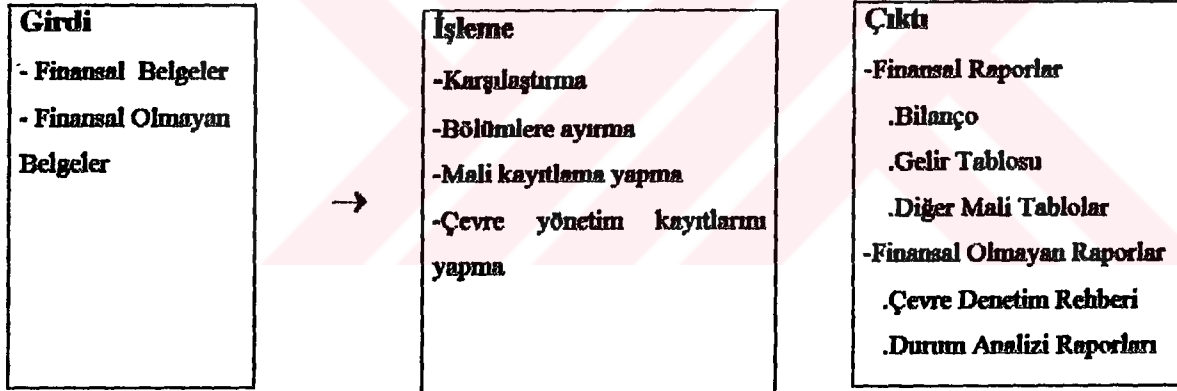 Girdi
- Finansal Belgeler
- Finansal Olmayan
Belgeler
→
İşleme
-Karşılaştırma
-Bölümlere ayırma
-Mali kayıtlama yapma
-Çevre yönetim kayıtlarını
yapma
Çıktı
-Finansal Raporlar
.Bilanço
.Gelir Tablosu
.Diğer Mali Tablolar
-Finansal Olmayan Raporlar
.Çevre Denetim Rehberi
.Durum Analizi Raporları